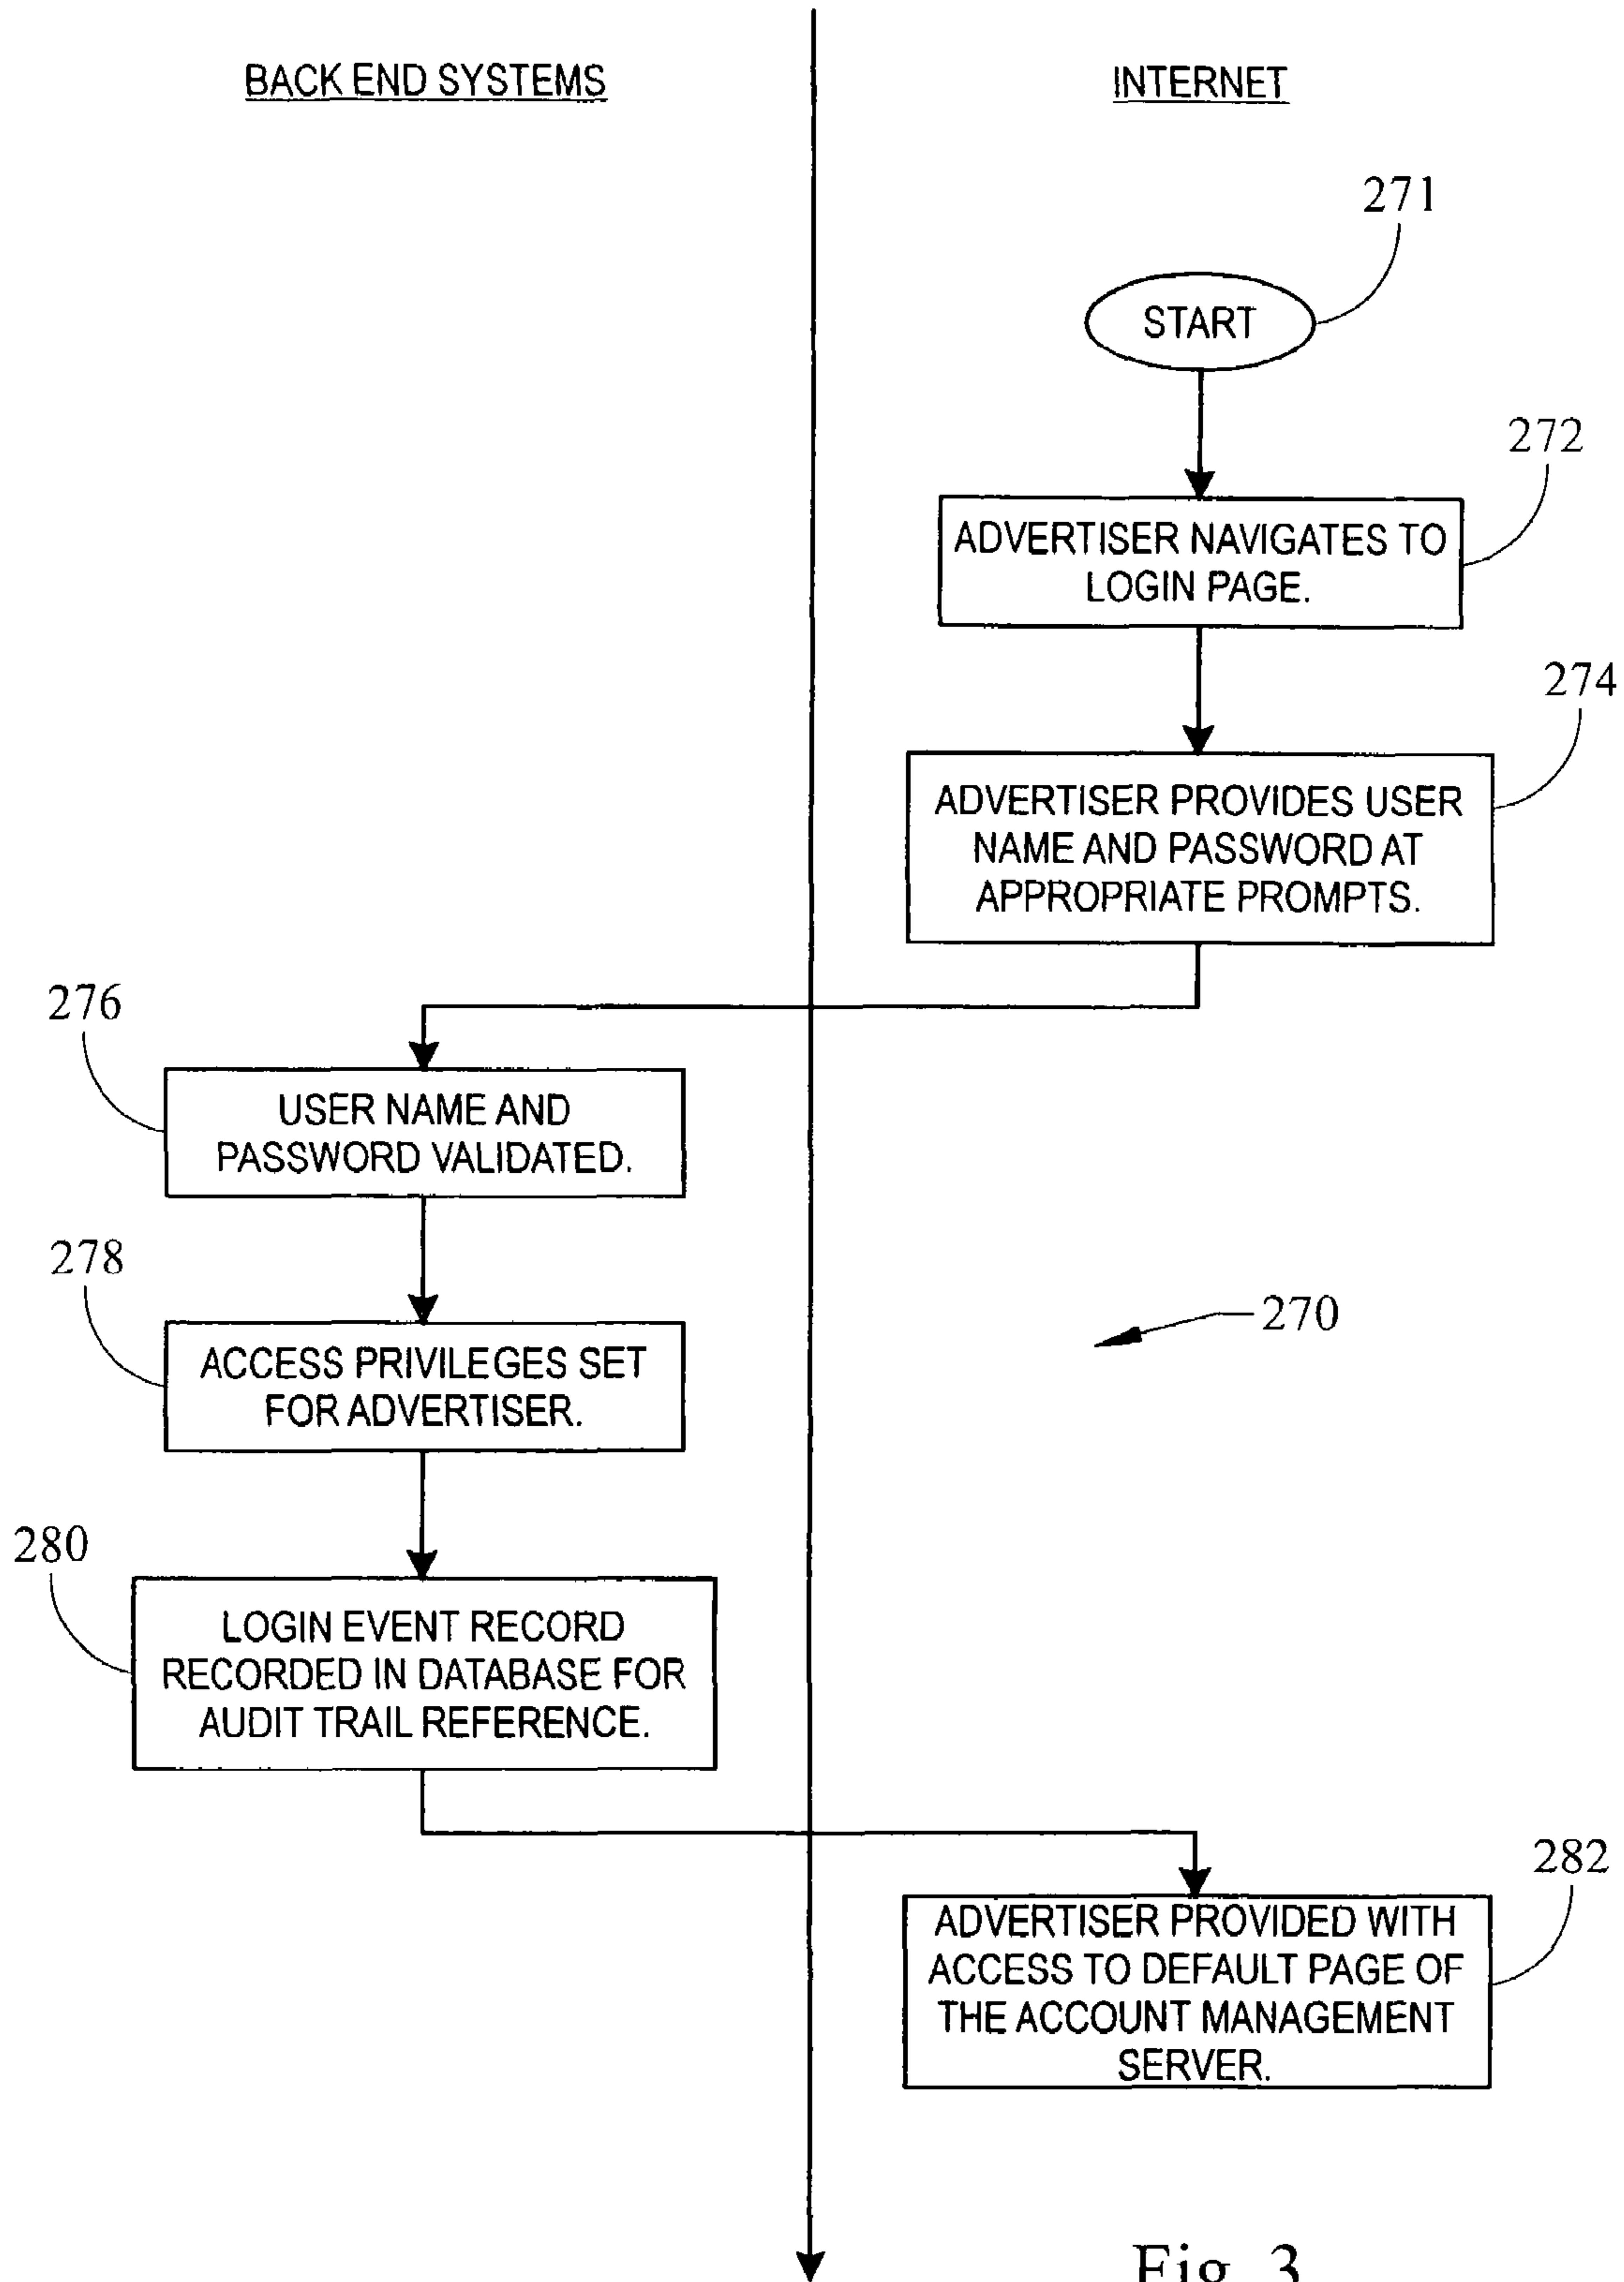 BACK END SYSTEMS
INTERNET
271
START
272
ADVERTISER NAVIGATES TO
LOGIN PAGE.
274
ADVERTISER PROVIDES USER
NAME AND PASSWORD AT
APPROPRIATE PROMPTS.
276
USER NAME AND
PASSWORD VALIDATED.
278
ACCESS PRIVILEGES SET
FOR ADVERTISER.
270
280
LOGIN EVENT RECORD
RECORDED IN DATABASE FOR
AUDIT TRAIL REFERENCE.
282
ADVERTISER PROVIDED WITH
ACCESS TO DEFAULT PAGE OF
THE ACCOUNT MANAGEMENT
SERVER.
Fig. 3